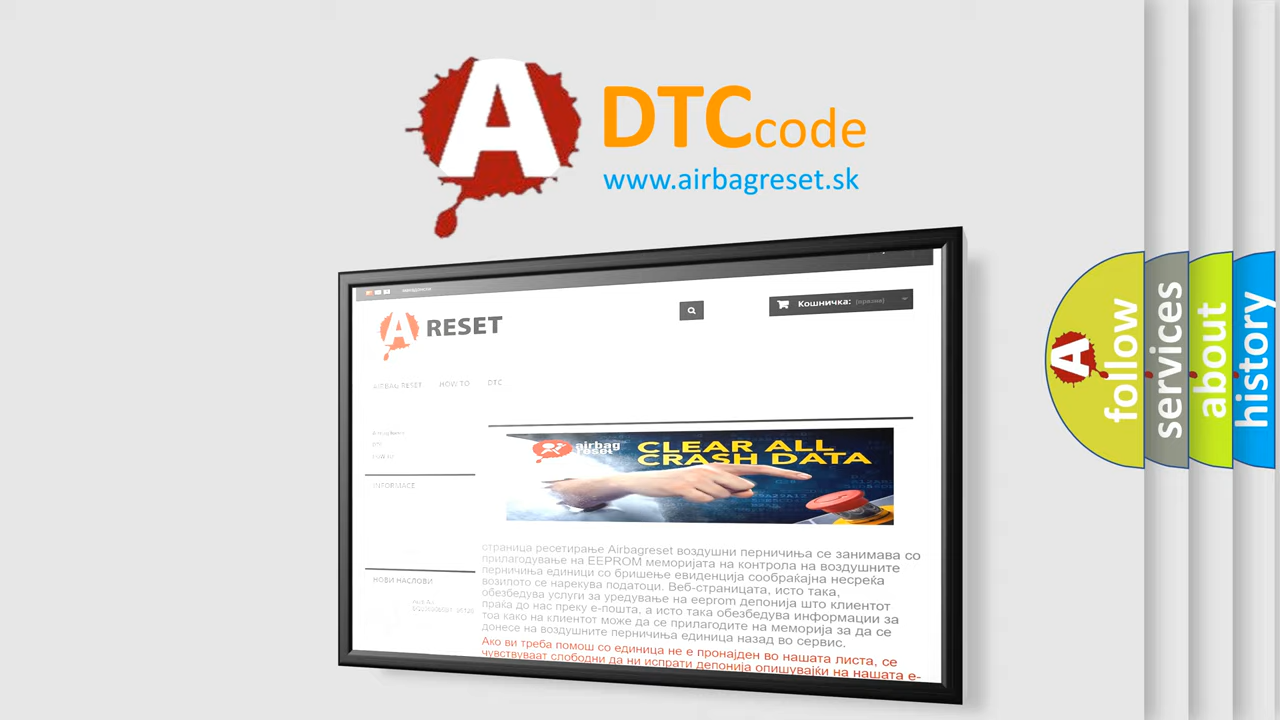 A
DTCcode
www.airbagreset.sk
A RESET
Кошничка: (празни)
AIRBAG RESET HOW TO DTC
INFORMACE
НОВИ НАСЛОВИ
airbag
reset
CLEAR ALL
CRASH DATA
страница ресетирање Airbagreset воздушни перничиња се занимава со
прилагодување на EEPROM меморијата на контрола на воздушните
перничиња единици со бришење евиденција сообраќајна несреќа
возилото се нарекува податоци. Веб-страницата, исто така,
обезбедува услуги за уредување на eeprom депонија што клиентот
праќа до нас преку е-пошта, а исто така обезбедува информации за
тоа како на клиентот може да се прилагодите на меморија за да се
донесе на воздушните перничиња единица назад во сервис.
Ако ви треба помош со единица не е пронајден во нашата листа, се
чувствуваат слободни да ни испрати депонија опишувајќи на нашата е-
A
follow
services
about
history